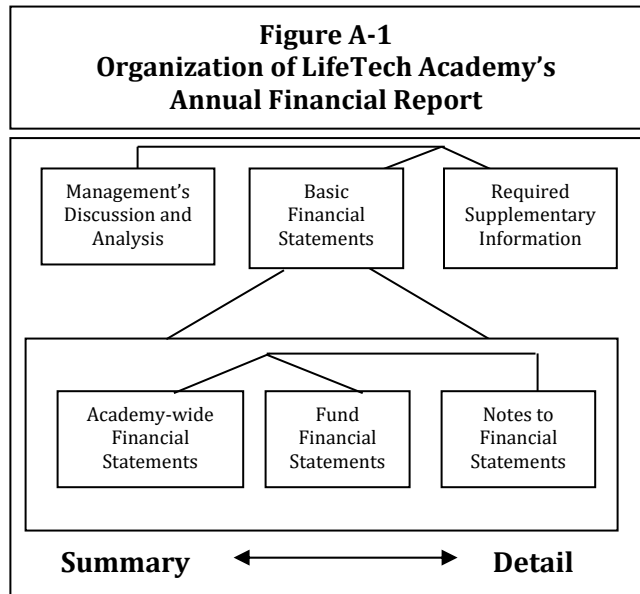 Figure A-1
Organization of LifeTech Academy’s
Annual Financial Report
Management’s
Discussion and
Analysis
Basic
Financial
Statements
Required
Supplementary
Information
Academy-wide
Financial
Statements
Fund
Financial
Statements
Notes to
Financial
Statements
Summary
Detail